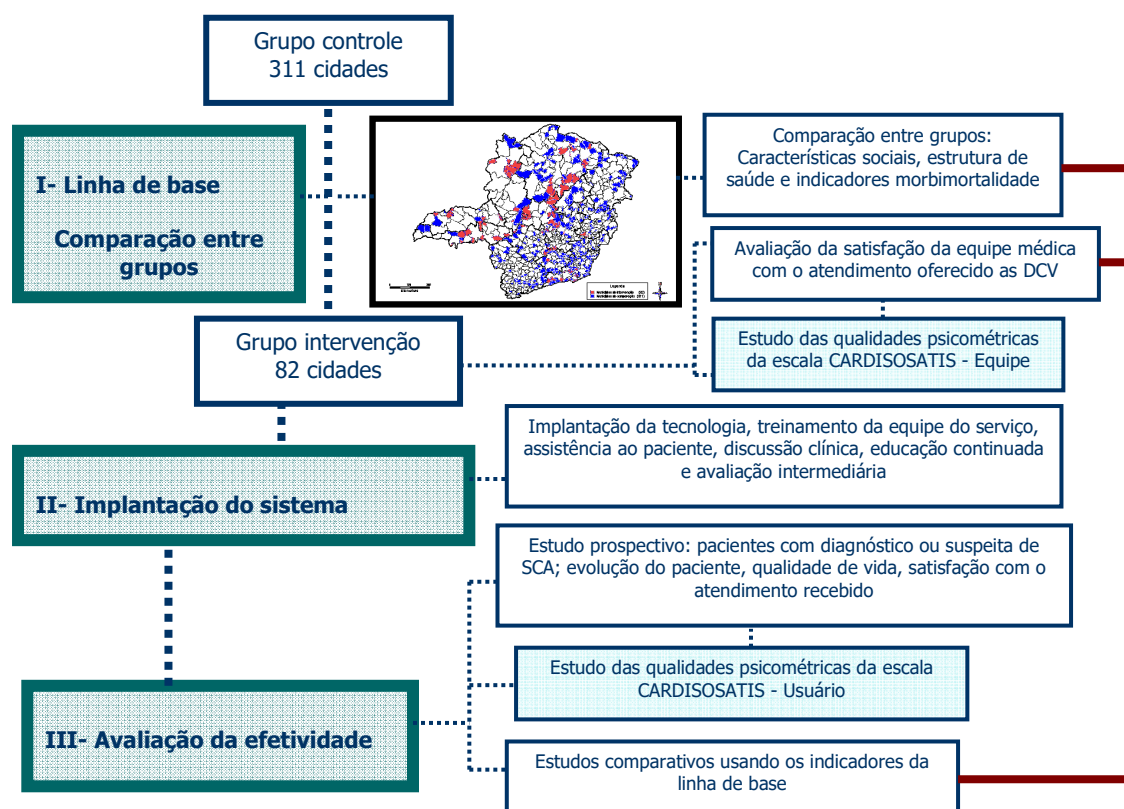 Grupo controle
311 cidades
I- Linha de base
Comparação entre
grupos
Comparação entre grupos:
Características sociais, estrutura de
saúde e indicadores morbimortalidade
Avaliação da satisfação da equipe médica
com o atendimento oferecido as DCV
Grupo intervenção
82 cidades
Estudo das qualidades psicométricas
da escala CARDISOSATIS - Equipe
Implantação da tecnologia, treinamento da equipe do serviço,
assistência ao paciente, discussão clínica, educação continuada
e avaliação intermediária
II- Implantação do sistema
Estudo prospectivo: pacientes com diagnóstico ou suspeita de
SCA; evolução do paciente, qualidade de vida, satisfação com o
atendimento recebido
Estudo das qualidades psicométricas da escala
CARDISOSATIS - Usuário
III- Avaliação da efetividade
Estudos comparativos usando os indicadores da
linha de base